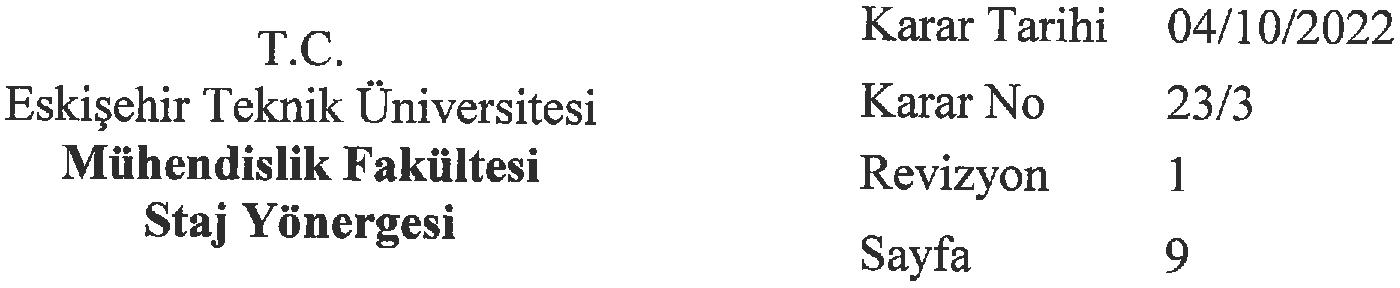 T.C.
Eskişehir Teknik Üniversitesi
Mühendislik Fakültesi
Staj Yönergesi
Karar Tarihi 04/10/2022
Karar No 23/3
Revizyon 1
Sayfa 9